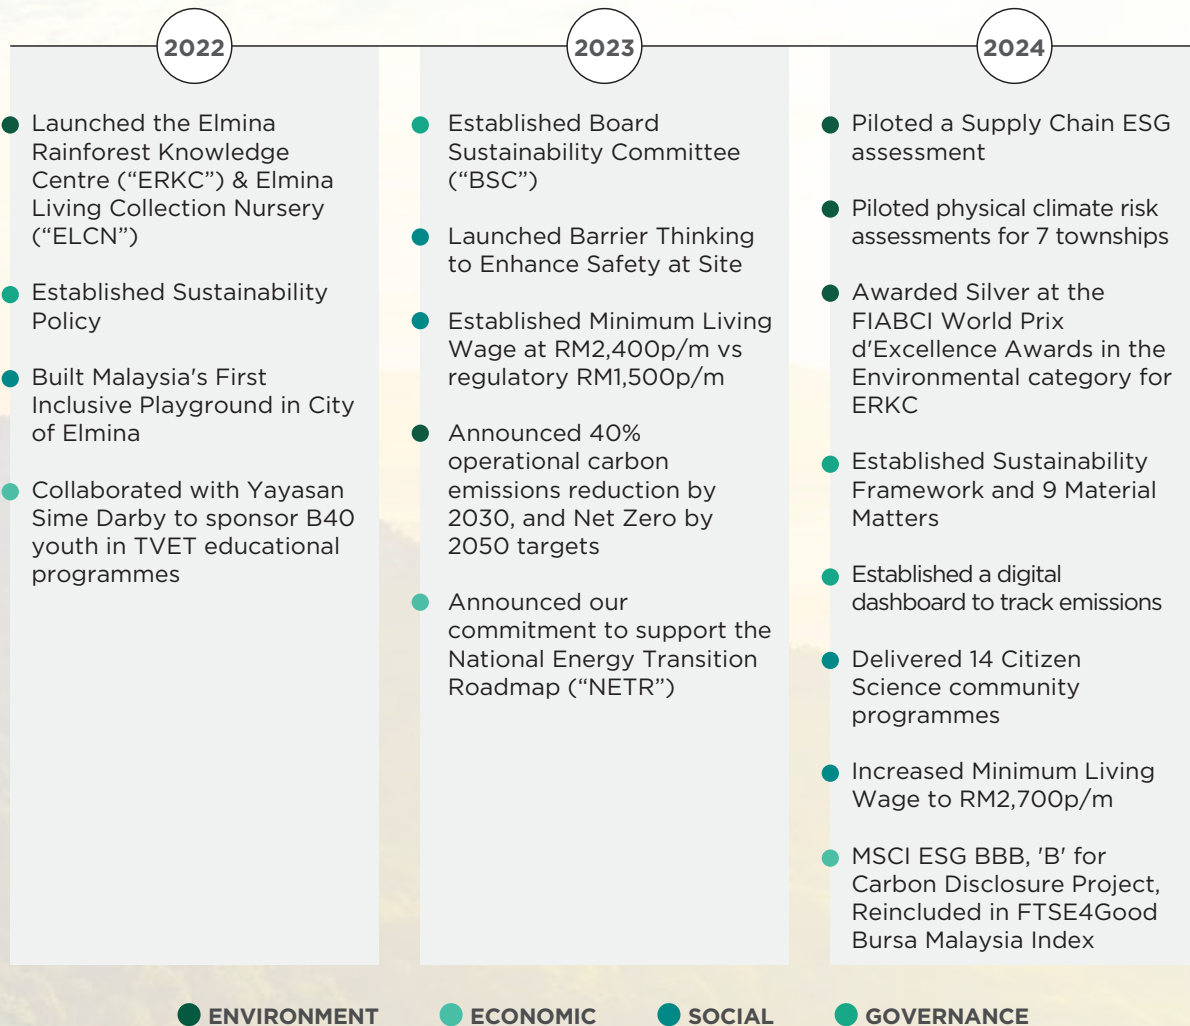 2022
Launched the Elmina
Rainforest Knowledge
Centre (“ERKC”) & Elmina
Living Collection Nursery
(“ELCN”)
Established Sustainability
Policy
Built Malaysia's First
Inclusive Playground in City
of Elmina
Collaborated with Yayasan
Sime Darby to sponsor B40
youth in TVET educational
programmes
2023
Established Board
Sustainability Committee
(“BSC”)
Launched Barrier Thinking
to Enhance Safety at Site
Established Minimum Living
Wage at RM2,400p/m vs
regulatory RM1,500p/m
Announced 40%
operational carbon
emissions reduction by
2030, and Net Zero by
2050 targets
Announced our
commitment to support the
National Energy Transition
Roadmap (“NETR”)
2024
Piloted a Supply Chain ESG
assessment
Piloted physical climate risk
assessments for 7 townships
Awarded Silver at the
FIABCI World Prix
d'Excellence Awards in the
Environmental category for
ERKC
Established Sustainability
Framework and 9 Material
Matters
Established a digital
dashboard to track emissions
Delivered 14 Citizen
Science community
programmes
Increased Minimum Living
Wage to RM2,700p/m
MSCI ESG BBB, 'B' for
Carbon Disclosure Project,
Reincluded in FTSE4Good
Bursa Malaysia Index
ENVIRONMENT
ECONOMIC
SOCIAL
GOVERNANCE